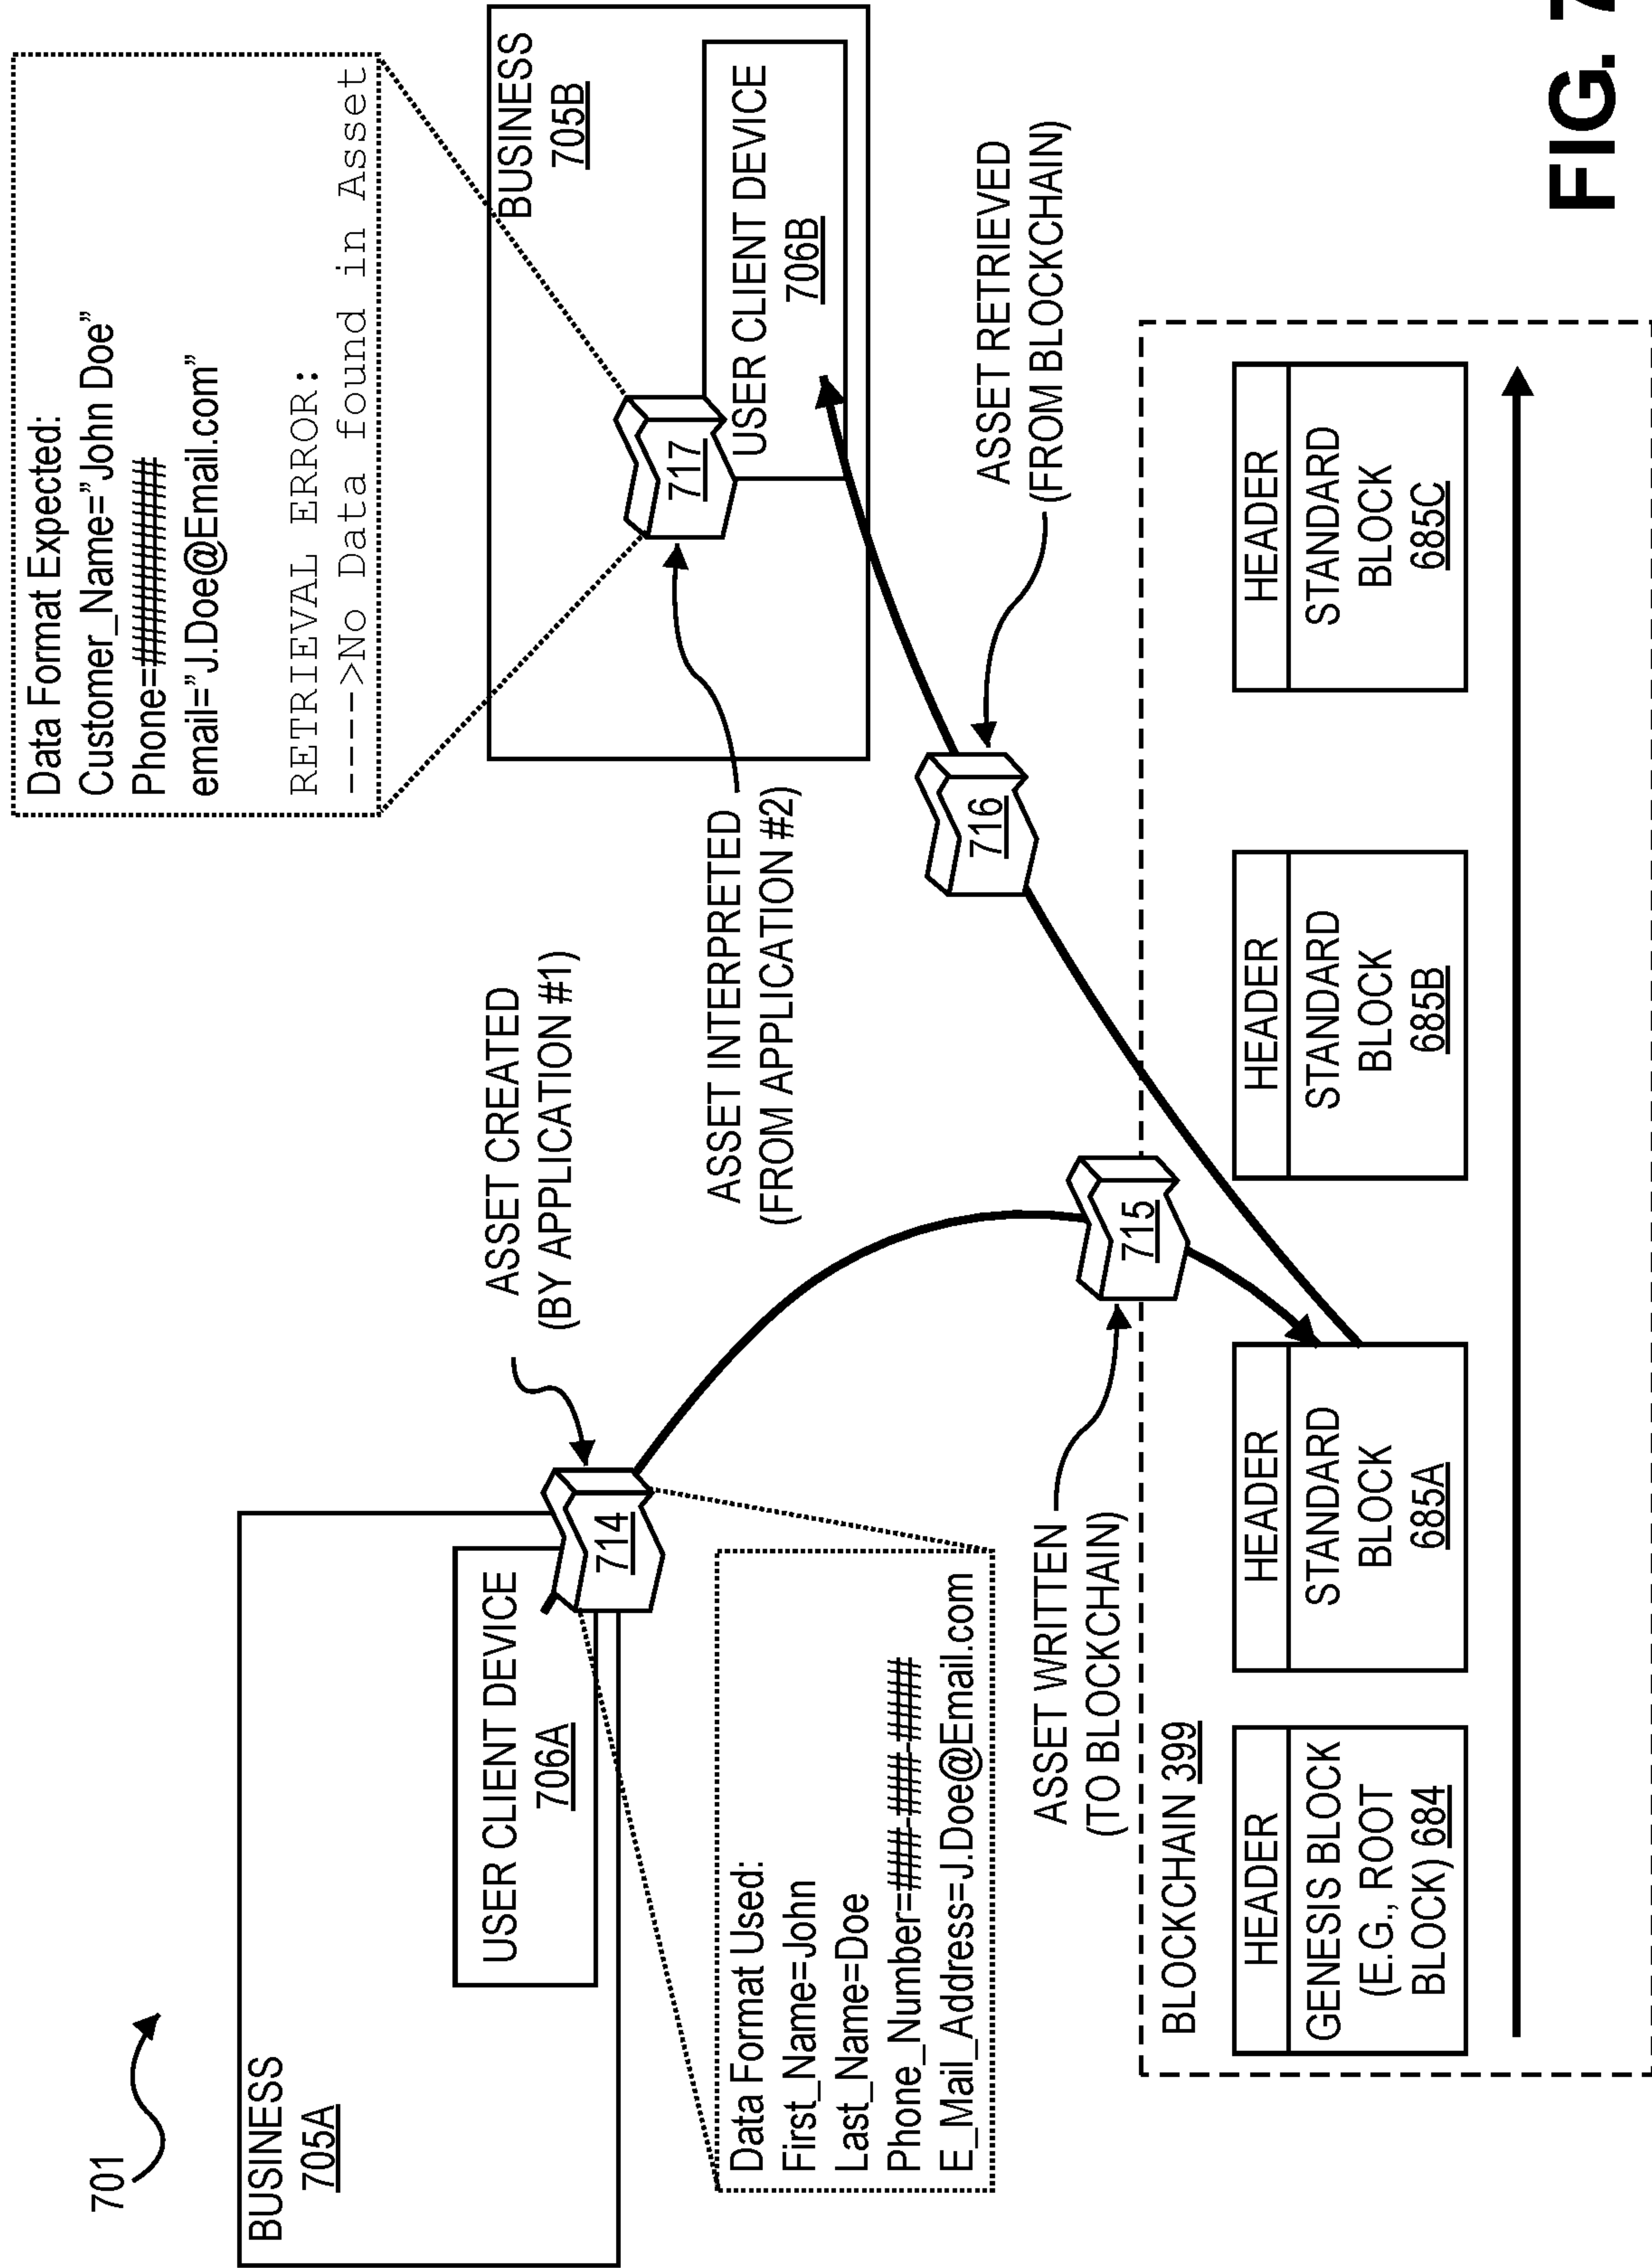 701
BUSINESS
705A
USER CLIENT DEVICE
706A
714
ASSET CREATED
(BY APPLICATION #1)
Data Format Used:
First_Name=John
Last_Name=Doe
Phone_Number=###-###-####
E_Mail_Address=J.Doe@Email.com
Data Format Expected:
Customer_Name="John Doe"
Phone=##########
email="J.Doe@Email.com"
RETRIEVAL ERROR:
---->No Data found in Asset
BUSINESS
705B
717
USER CLIENT DEVICE
706B
ASSET INTERPRETED
(FROM APPLICATION #2)
716
ASSET RETRIEVED
(FROM BLOCKCHAIN)
715
ASSET WRITTEN
(TO BLOCKCHAIN)
BLOCKCHAIN 399
HEADER
GENESIS BLOCK
(E.G., ROOT
BLOCK) 684
HEADER
STANDARD
BLOCK
685A
HEADER
STANDARD
BLOCK
685B
HEADER
STANDARD
BLOCK
685C
FIG. 7